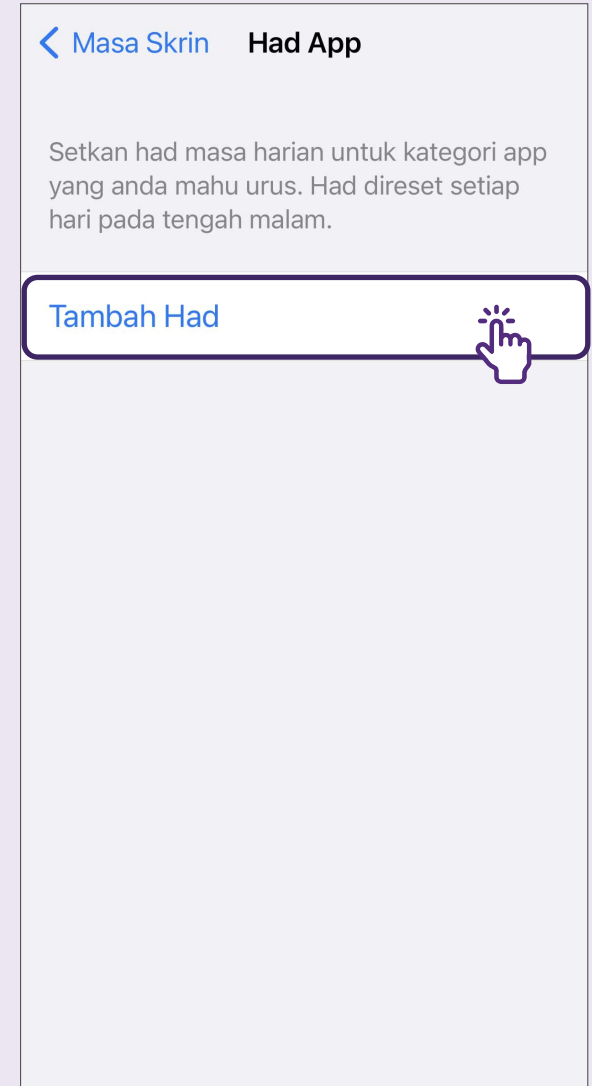 Masa Skrin Had App
Setkan had masa harian untuk kategori app
yang anda mahu urus. Had direset setiap
hari pada tengah malam.
Tambah Had